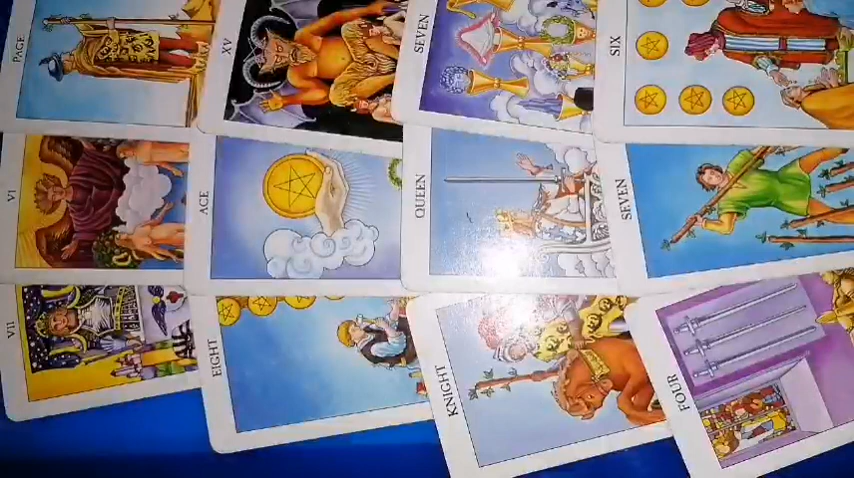 PAGE
XV
SEVEN
SIX
VI
ACE
QUEEN
SEVEN
VII
EIGHT
KNIGHT
FOUR